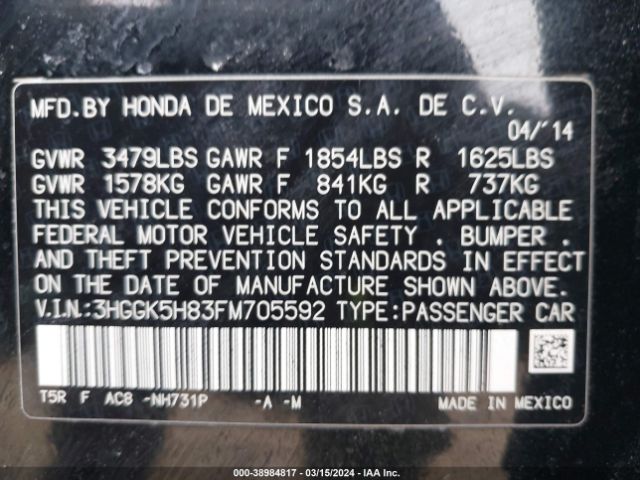 MFD.BY HONDA DE MEXICO S.A. DE C.V.
04/'14
GVWR 3479LBS GAWR F 1854LBS R 1625LBS
GVWR 1578KG GAWR F 841KG R 737KG
THIS VEHICLE CONFORMS TO ALL APPLICABLE
FEDERAL MOTOR VEHICLE SAFETY . BUMPER .
AND THEFT PREVENTION STANDARDS IN EFFECT
ON THE DATE OF MANUFACTURE SHOWN ABOVE.
V.I.N.:3HGGK5H83FM705592 TYPE:PASSENGER CAR
T5R F AC8 -NH731P -A -M
MADE IN MEXICO
000-38984817 - 03/15/2024 - IAA Inc.